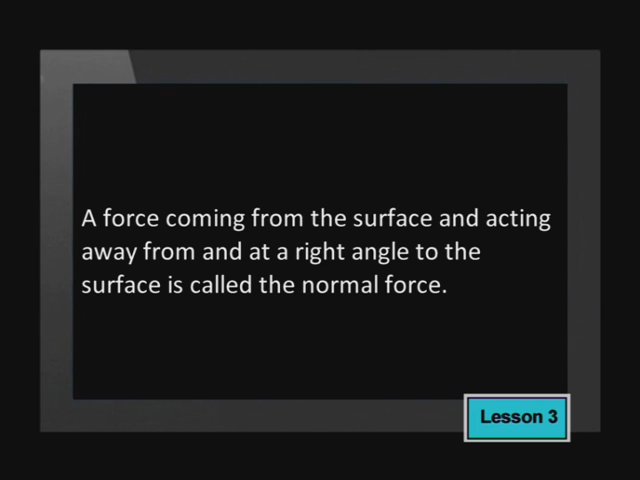 A force coming from the surface and acting
away from and at a right angle to the
surface is called the normal force.
Lesson 3